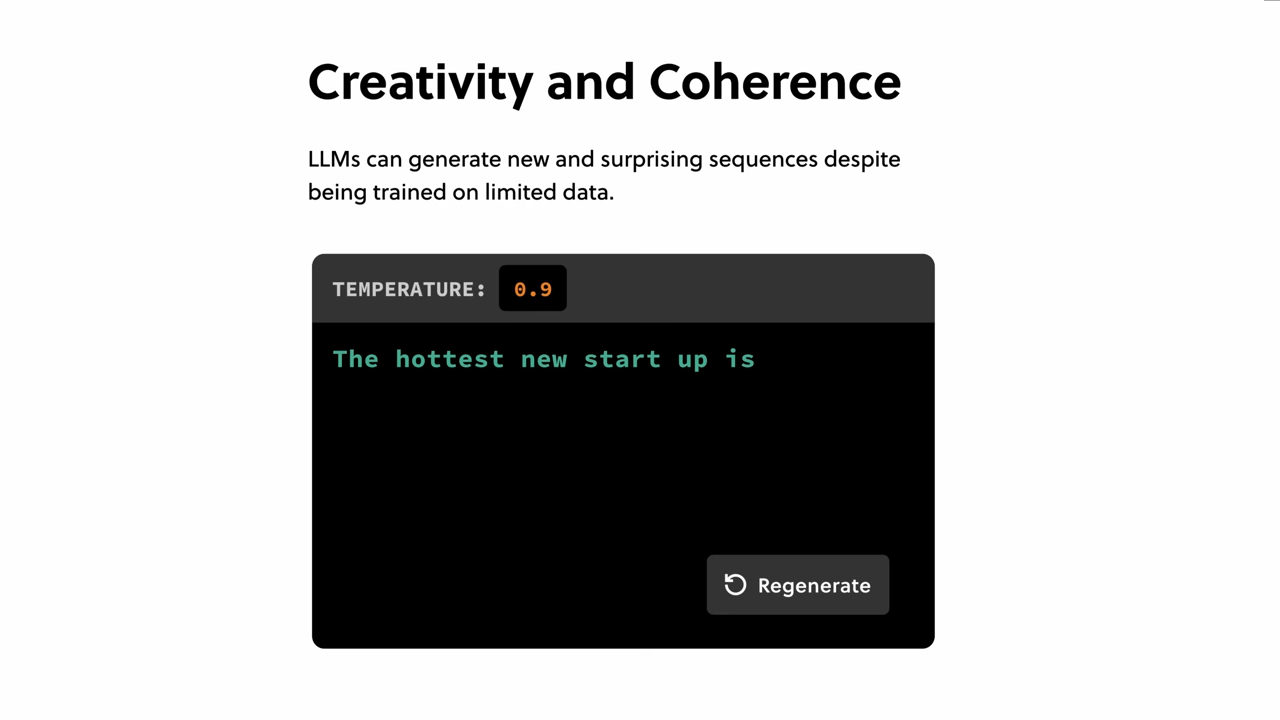 Creativity and Coherence
LLMs can generate new and surprising sequences despite
being trained on limited data.
TEMPERATURE: 0.9
The hottest new start up is
Regenerate